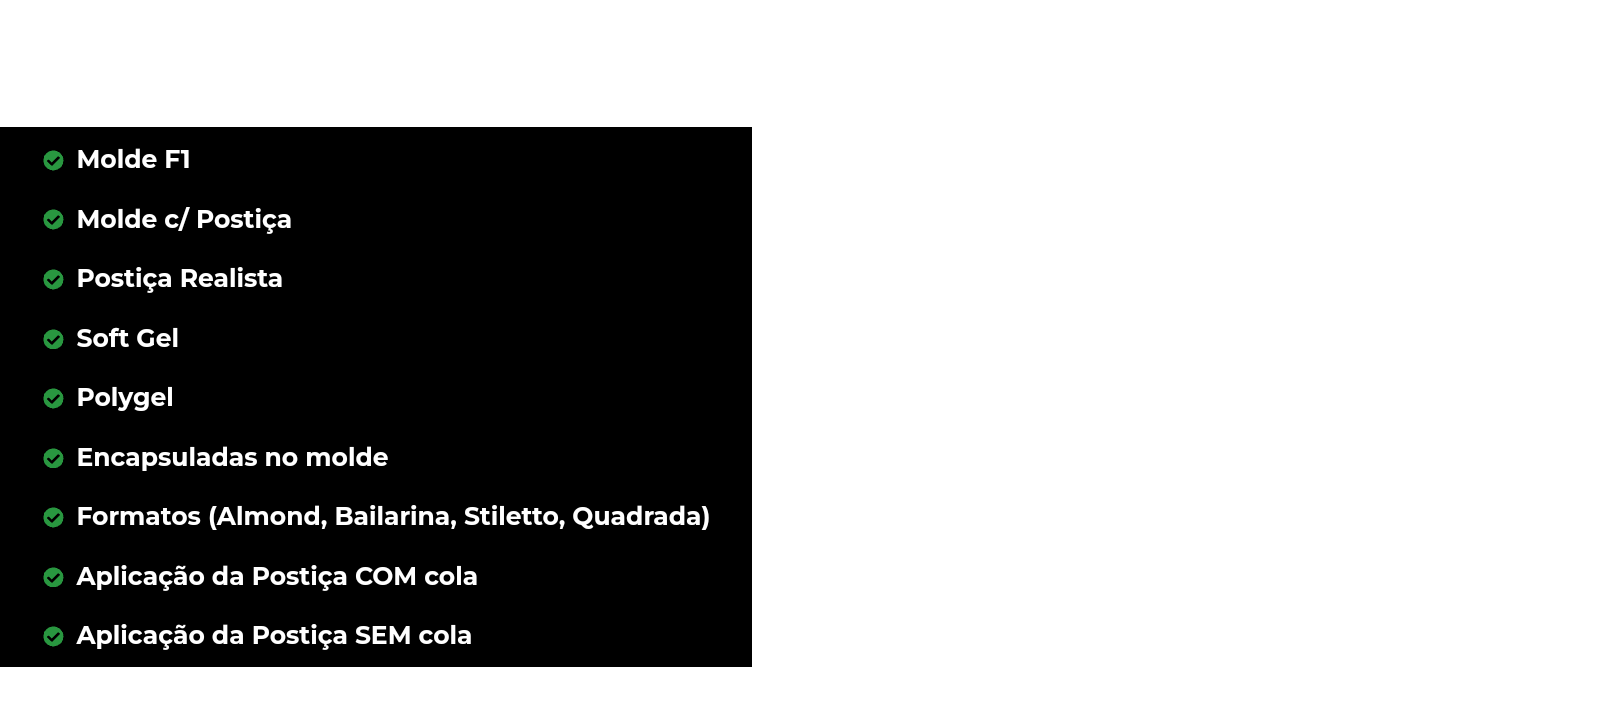 Molde F1
Molde c/ Postiça
Postiça Realista
Soft Gel
Polygel
Encapsuladas no molde
Formatos (Almond, Bailarina, Stiletto, Quadrada)
Aplicação da Postiça COM cola
Aplicação da Postiça SEM cola